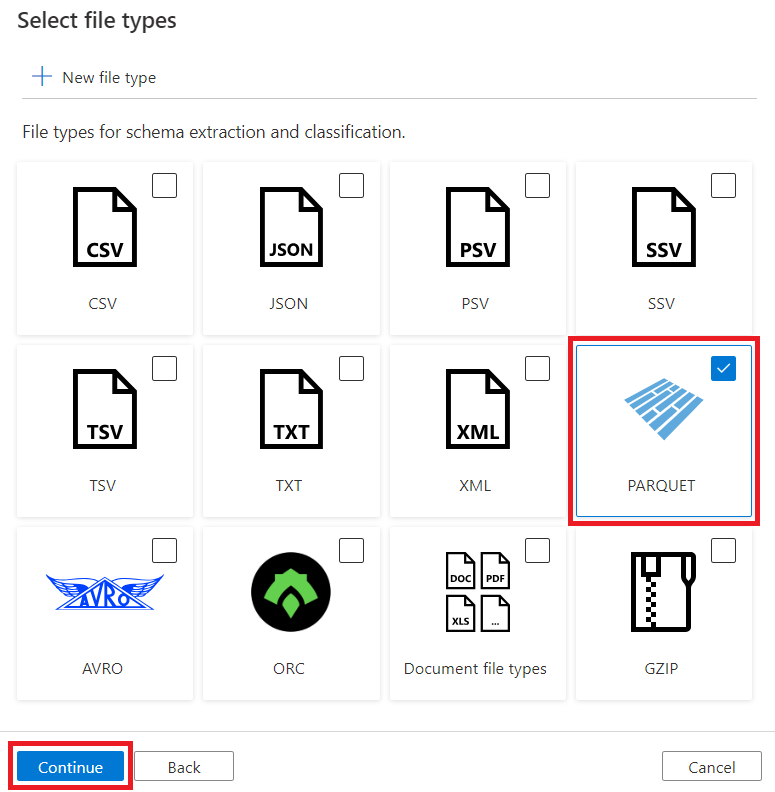 Select file types
New file type
File types for schema extraction and classification.
CSV JSON PSV SSV
CSV JSON PSV SSV
TSV TXT XML
TSV TXT XML PARQUET
DOC PDF
AVRO XLS ...
AVRO ORC Document file types GZIP
Continue Back Cancel